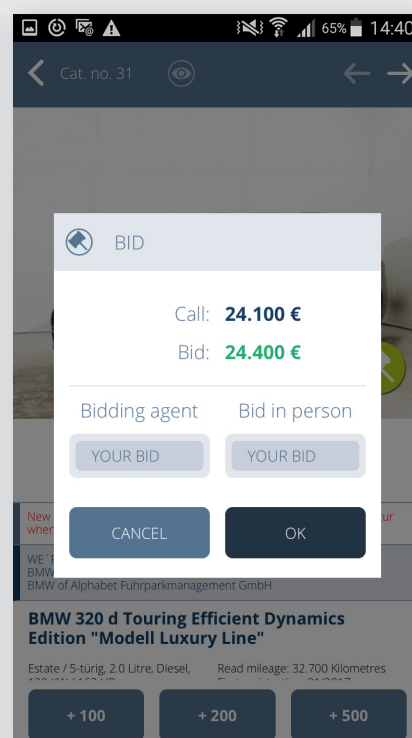 65% 14:40
Cat. no. 31
BID
Call: 24.100 €
Bid: 24.400 €
Bidding agent Bid in person
YOUR BID YOUR BID
CANCEL OK
New
when
WE´
BMW
BMW of Alphabet Fuhrparkmanagement GmbH
BMW 320 d Touring Efficient Dynamics
Edition "Modell Luxury Line"
Estate / 5-türig, 2.0 Litre, Diesel, Read mileage: 32.700 Kilometres
+ 100 + 200 + 500